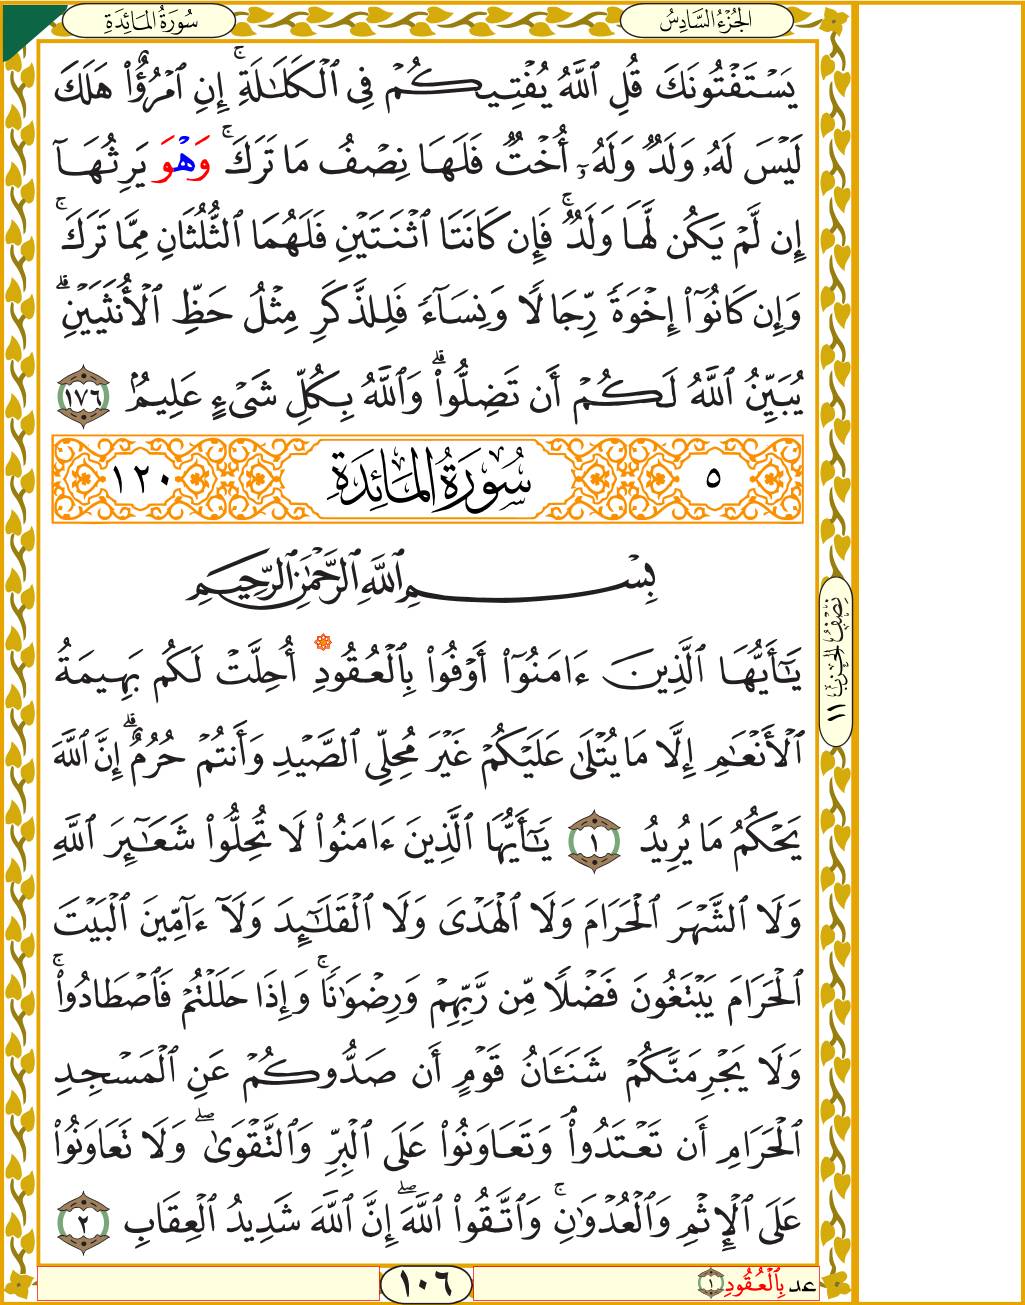 الجُزْءُ السَّادِسُ
سُورَةُ المَائِدَةِ
يَسۡتَفۡتُونَكَ قُلِ ٱللَّهُ يُفۡتِيكُمۡ فِي ٱلۡكَلَٰلَةِۚ إِنِ ٱمۡرُؤٌاْ هَلَكَ
لَيۡسَ لَهُۥ وَلَدٌ وَلَهُۥٓ أُخۡتٌ فَلَهَا نِصۡفُ مَا تَرَكَۚ وَهۡوَ يَرِثُهَآ
إِن لَّمۡ يَكُن لَّهَا وَلَدٌۚ فَإِن كَانَتَا ٱثۡنَتَيۡنِ فَلَهُمَا ٱلثُّلُثَانِ مِمَّا تَرَكَۚ
وَإِن كَانُوٓاْ إِخۡوَةً رِّجَالًا وَنِسَآءً فَلِلذَّكَرِ مِثۡلُ حَظِّ ٱلۡأُنثَيَيۡنِۗ
يُبَيِّنُ ٱللَّهُ لَكُمۡ أَن تَضِلُّواْۗ وَٱللَّهُ بِكُلِّ شَيۡءٍ عَلِيمُۢ ١٧٦
٥ سُورَةُ المَائِدَةِ ١٢٠
بِسۡمِ ٱللَّهِ ٱلرَّحۡمَٰنِ ٱلرَّحِيمِ
يَٰٓأَيُّهَا ٱلَّذِينَ ءَامَنُوٓاْ أَوۡفُواْ بِٱلۡعُقُودِ أُحِلَّتۡ لَكُم بَهِيمَةُ
ٱلۡأَنۡعَٰمِ إِلَّا مَا يُتۡلَىٰ عَلَيۡكُمۡ غَيۡرَ مُحِلِّي ٱلصَّيۡدِ وَأَنتُمۡ حُرُمٌۗ إِنَّ ٱللَّهَ
يَحۡكُمُ مَا يُرِيدُ ١ يَٰٓأَيُّهَا ٱلَّذِينَ ءَامَنُواْ لَا تُحِلُّواْ شَعَٰٓئِرَ ٱللَّهِ
وَلَا ٱلشَّهۡرَ ٱلۡحَرَامَ وَلَا ٱلۡهَدۡيَ وَلَا ٱلۡقَلَٰٓئِدَ وَلَآ ءَآمِّينَ ٱلۡبَيۡتَ
ٱلۡحَرَامَ يَبۡتَغُونَ فَضۡلًا مِّن رَّبِّهِمۡ وَرِضۡوَٰنًاۚ وَإِذَا حَلَلۡتُمۡ فَٱصۡطَادُواْۚ
وَلَا يَجۡرِمَنَّكُمۡ شَنَـَٔانُ قَوۡمٍ أَن صَدُّوكُمۡ عَنِ ٱلۡمَسۡجِدِ
ٱلۡحَرَامِ أَن تَعۡتَدُواْۘ وَتَعَاوَنُواْ عَلَى ٱلۡبِرِّ وَٱلتَّقۡوَىٰۖ وَلَا تَعَاوَنُواْ
عَلَى ٱلۡإِثۡمِ وَٱلۡعُدۡوَٰنِۚ وَٱتَّقُواْ ٱللَّهَۖ إِنَّ ٱللَّهَ شَدِيدُ ٱلۡعِقَابِ ٢
نِصۡفُ الحِزۡبِ ١١
عد بِٱلۡعُقُودِ ١
١٠٦